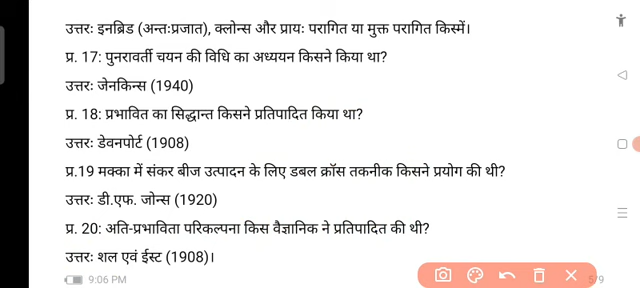 उत्तरः इनब्रिड (अन्तःप्रजात), क्लोन्स और प्रायः परागित या मुक्त परागित किस्में।
प्र. 17: पुनरावर्ती चयन की विधि का अध्ययन किसने किया था?
उत्तरः जेनकिन्स (1940)
प्र. 18: प्रभावित का सिद्धान्त किसने प्रतिपादित किया था?
उत्तरः डेवनपोर्ट (1908)
प्र.19 मक्का में संकर बीज उत्पादन के लिए डबल क्रॉस तकनीक किसने प्रयोग की थी?
उत्तरः डी.एफ. जोन्स (1920)
प्र. 20: अति-प्रभाविता परिकल्पना किस वैज्ञानिक ने प्रतिपादित की थी?
उत्तरः शल एवं ईस्ट (1908)।
9:06 PM
5/9